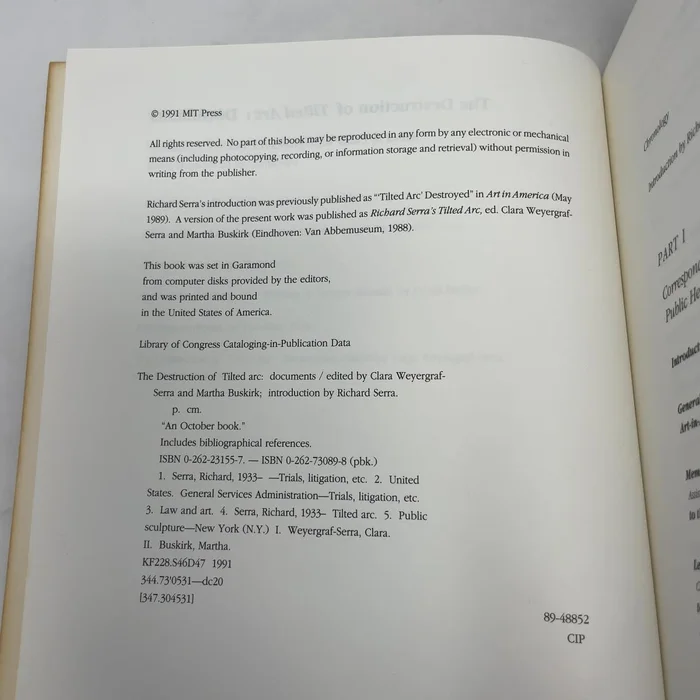 © 1991 MIT Press
All rights reserved. No part of this book may be reproduced in any form by any electronic or mechanical
means (including photocopying, recording, or information storage and retrieval) without permission in
writing from the publisher.
Richard Serra's introduction was previously published as "'Tilted Arc' Destroyed" in Art in America (May
1989). A version of the present work was published as Richard Serra's Tilted Arc, ed. Clara Weyergraf-
Serra and Martha Buskirk (Eindhoven: Van Abbemuseum, 1988).
This book was set in Garamond
from computer disks provided by the editors,
and was printed and bound
in the United States of America.
Library of Congress Cataloging-in-Publication Data
The Destruction of Tilted arc: documents / edited by Clara Weyergraf-
Serra and Martha Buskirk; introduction by Richard Serra.
p. cm.
"An October book."
Includes bibliographical references.
ISBN 0-262-23155-7. — ISBN 0-262-73089-8 (pbk.)
1. Serra, Richard, 1933– —Trials, litigation, etc. 2. United
States. General Services Administration—Trials, litigation, etc.
3. Law and art. 4. Serra, Richard, 1933– Tilted arc. 5. Public
sculpture—New York (N.Y.) I. Weyergraf-Serra, Clara.
II. Buskirk, Martha.
KF228.S46D47 1991
344.73'0531—dc20
[347.304531]
89-48852
CIP
Chronology
Introduction by
PART I
Public